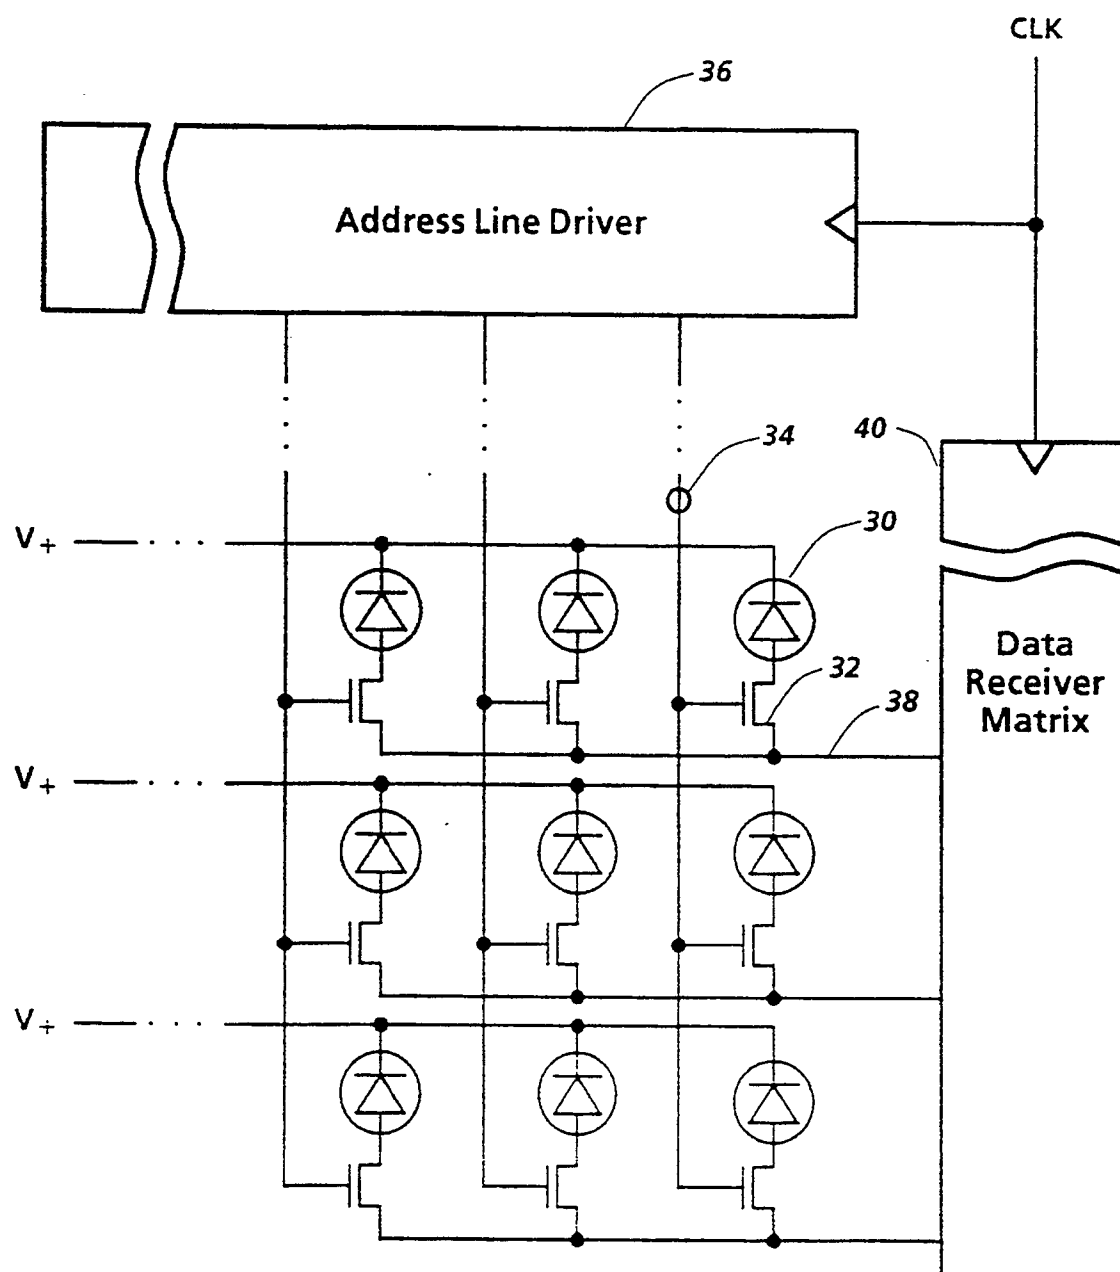 CLK
36
Address Line Driver
34
40
30
V+
32
38
Data
Receiver
Matrix
V+
V+